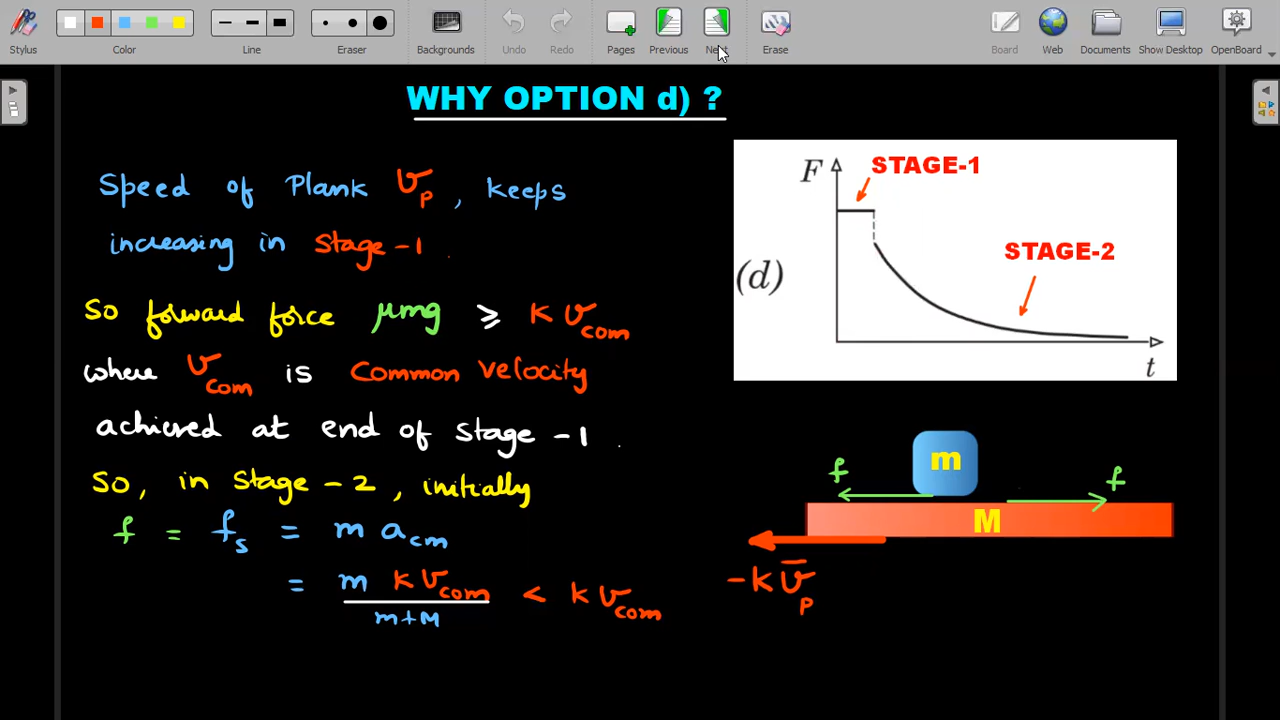 Stylus
Color
Line
Eraser
Backgrounds
Undo
Redo
Pages
Previous
Next
Erase
Board
Web
Documents
Show Desktop
OpenBoard
WHY OPTION d) ?
Speed of Plank v_p , keeps
increasing in Stage-1 .
So forward force μmg ≥ k v_com
where v_com is Common velocity
achieved at end of stage-1 .
So, in stage-2, initially
f = f_s = m a_cm
= m k v_com / m+M < k v_com
F
STAGE-1
STAGE-2
(d)
t
m
f
f
M
-k v̅_p